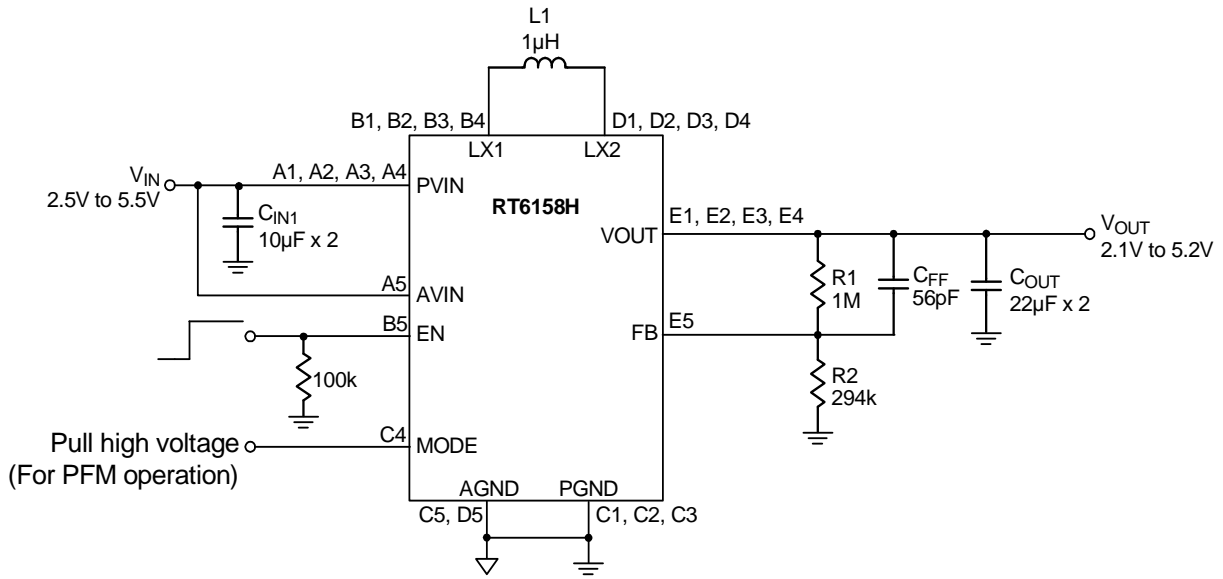 L1
1µH
B1, B2, B3, B4
D1, D2, D3, D4
LX1
LX2
VIN
2.5V to 5.5V
A1, A2, A3, A4
PVIN
RT6158H
CIN1
10µF x 2
E1, E2, E3, E4
VOUT
VOUT
2.1V to 5.2V
R1
1M
CFF
56pF
COUT
22µF x 2
A5
AVIN
B5
EN
E5
FB
100k
R2
294k
Pull high voltage
(For PFM operation)
C4
MODE
AGND
PGND
C5, D5
C1, C2, C3